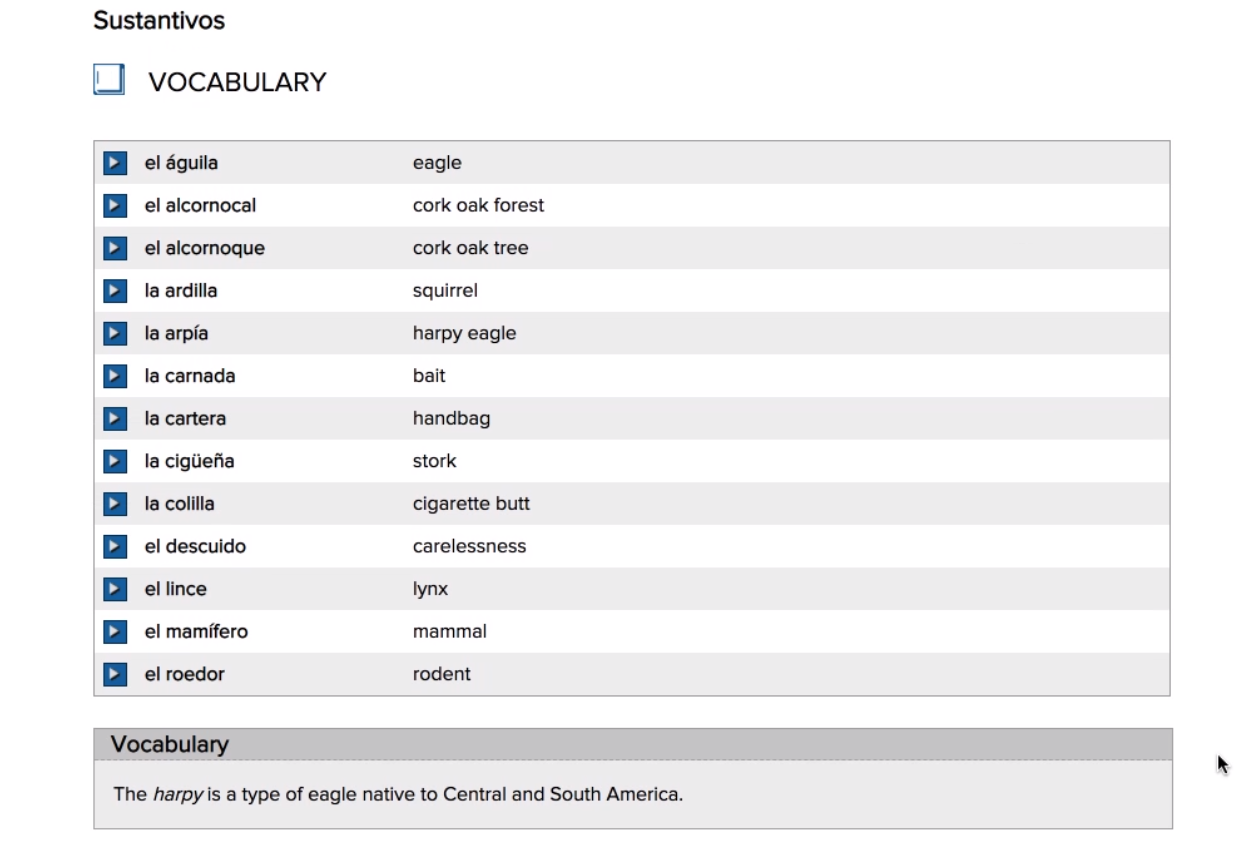 Sustantivos
VOCABULARY
el águila eagle
el alcornocal cork oak forest
el alcornoque cork oak tree
la ardilla squirrel
la arpía harpy eagle
la carnada bait
la cartera handbag
la cigüeña stork
la colilla cigarette butt
el descuido carelessness
el lince lynx
el mamífero mammal
el roedor rodent
Vocabulary
The harpy is a type of eagle native to Central and South America.